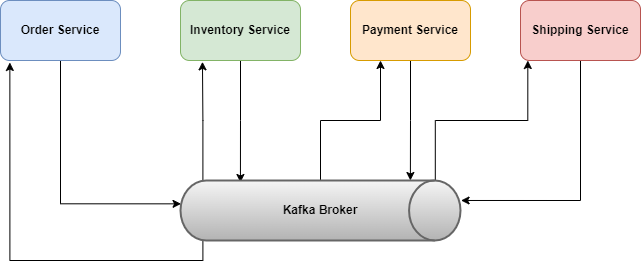 Order Service
Inventory Service
Payment Service
Shipping Service
Kafka Broker